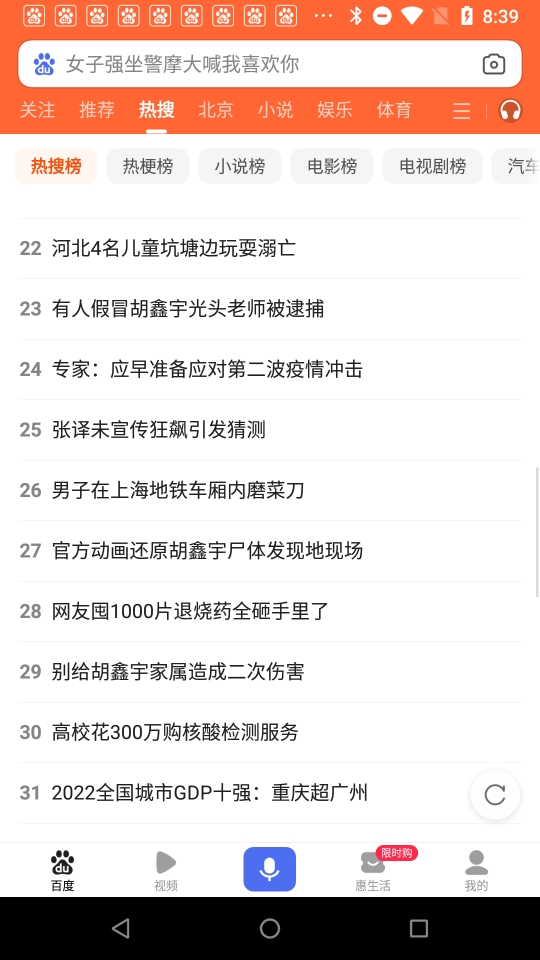 8:39
女子强坐警摩大喊我喜欢你
关注 推荐 热搜 北京 小说 娱乐 体育
热搜榜 热梗榜 小说榜 电影榜 电视剧榜 汽车
22 河北4名儿童坑塘边玩耍溺亡
23 有人假冒胡鑫宇光头老师被逮捕
24 专家：应早准备应对第二波疫情冲击
25 张译未宣传狂飙引发猜测
26 男子在上海地铁车厢内磨菜刀
27 官方动画还原胡鑫宇尸体发现地现场
28 网友囤1000片退烧药全砸手里了
29 别给胡鑫宇家属造成二次伤害
30 高校花300万购核酸检测服务
31 2022全国城市GDP十强：重庆超广州
限时购
百度 视频 惠生活 我的